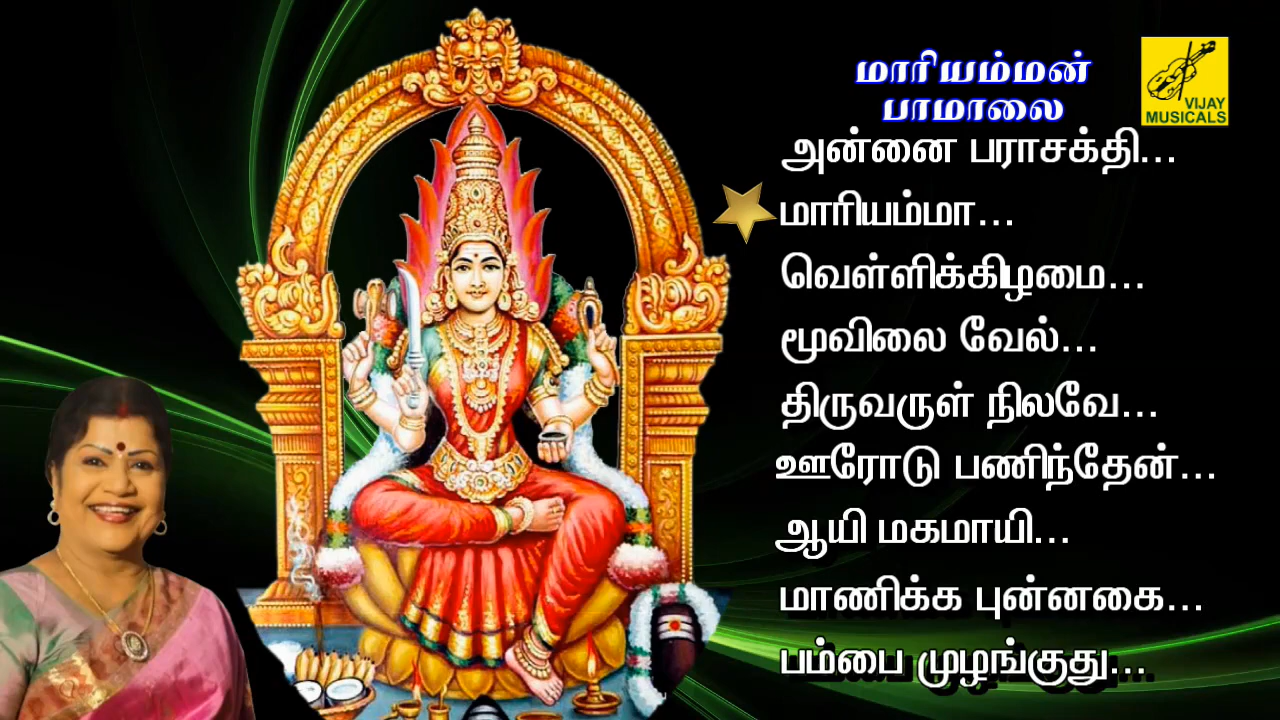 மாரியம்மன்
பாமாலை
VIJAY
MUSICALS
அன்னை பராசக்தி...
மாரியம்மா...
வெள்ளிக்கிழமை...
மூவிலை வேல்...
திருவருள் நிலவே...
ஊரோடு பணிந்தேன்...
ஆயி மகமாயி...
மாணிக்க புன்னகை...
பம்பை முழங்குது...